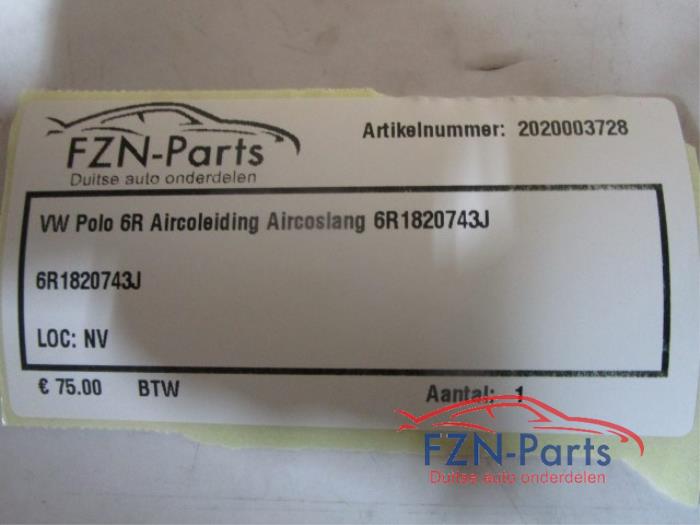 FZN-Parts
Duitse auto onderdelen
Artikelnummer: 2020003728
VW Polo 6R Aircoleiding Aircoslang 6R1820743J
6R1820743J
LOC: NV
€ 75.00 BTW Aantal: 1
FZN-Parts
Duitse auto onderdelen